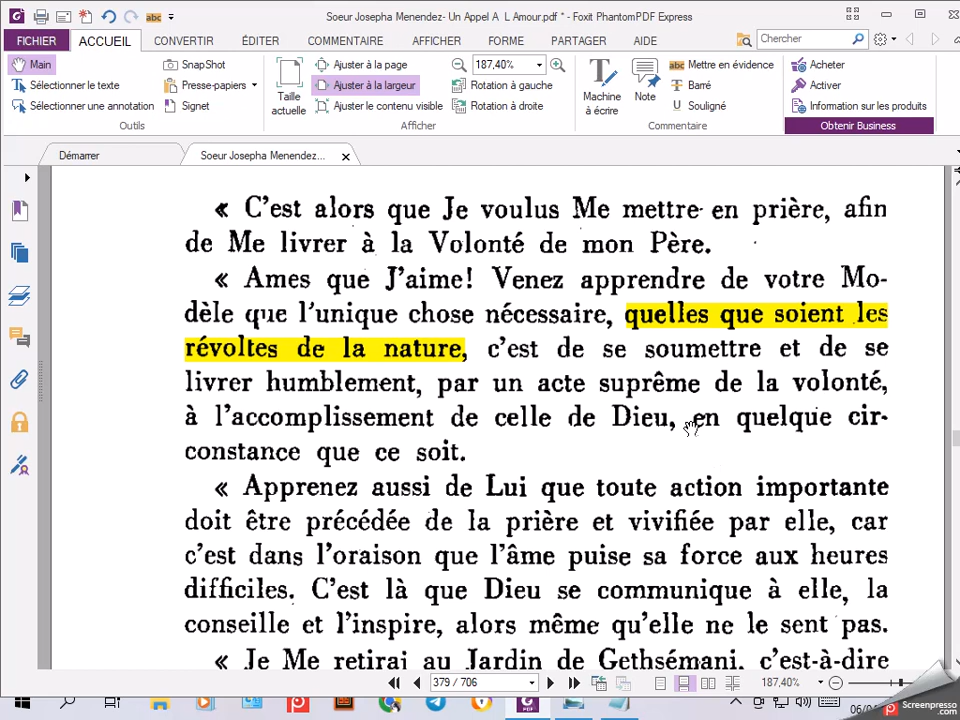 Soeur Josepha Menendez- Un Appel A L Amour.pdf * - Foxit PhantomPDF Express
FICHIER ACCUEIL CONVERTIR ÉDITER COMMENTAIRE AFFICHER FORME PARTAGER AIDE Chercher
Main SnapShot Ajuster à la page 187,40% Mettre en évidence Acheter
Sélectionner le texte Presse-papiers Ajuster à la largeur Rotation à gauche Barré Activer
Sélectionner une annotation Signet Taille actuelle Ajuster le contenu visible Rotation à droite Machine à écrire Note Souligné Information sur les produits
Outils Afficher Commentaire Obtenir Business
Démarrer Soeur Josepha Menendez...
« C'est alors que Je voulus Me mettre en prière, afin
de Me livrer à la Volonté de mon Père.
« Ames que J'aime! Venez apprendre de votre Mo-
dèle que l'unique chose nécessaire, quelles que soient les
révoltes de la nature, c'est de se soumettre et de se
livrer humblement, par un acte suprême de la volonté,
à l'accomplissement de celle de Dieu, en quelque cir-
constance que ce soit.
« Apprenez aussi de Lui que toute action importante
doit être précédée de la prière et vivifiée par elle, car
c'est dans l'oraison que l'âme puise sa force aux heures
difficiles. C'est là que Dieu se communique à elle, la
conseille et l'inspire, alors même qu'elle ne le sent pas.
« Je Me retirai au Jardin de Gethsémani, c'est-à-dire
379 / 706 187,40%
Screenpresso
.com